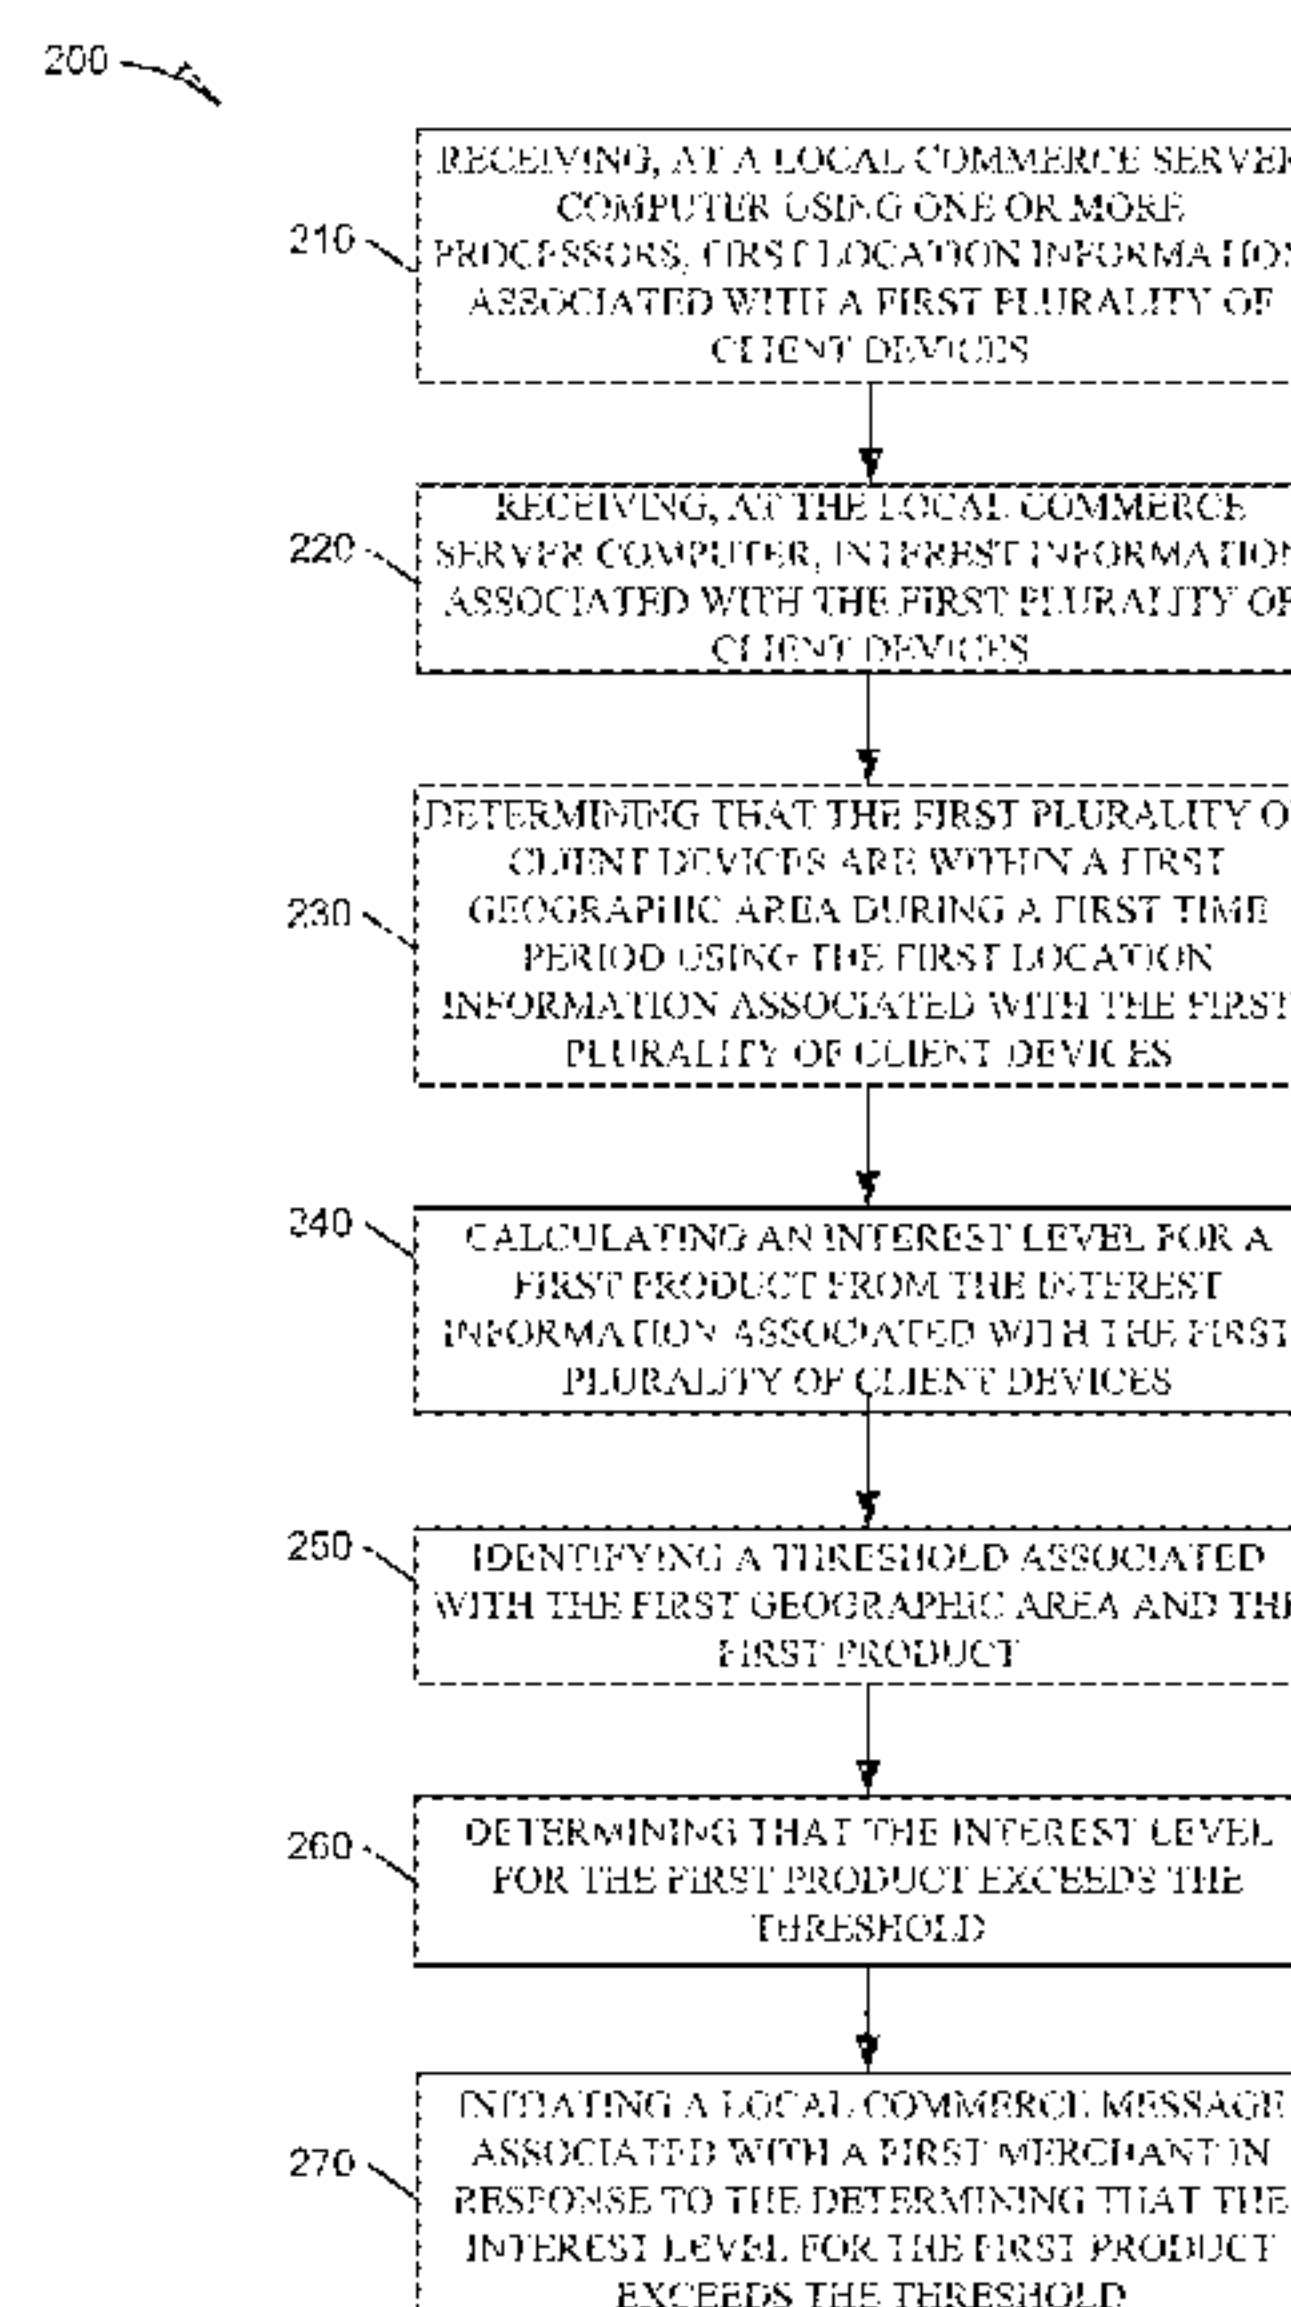 200
210
RECEIVING, AT A LOCAL COMMERCE SERVER
COMPUTER USING ONE OR MORE
PROCESSORS, FIRST LOCATION INFORMATION
ASSOCIATED WITH A FIRST PLURALITY OF
CLIENT DEVICES
220
RECEIVING, AT THE LOCAL COMMERCE
SERVER COMPUTER, INTEREST INFORMATION
ASSOCIATED WITH THE FIRST PLURALITY OF
CLIENT DEVICES
230
DETERMINING THAT THE FIRST PLURALITY OF
CLIENT DEVICES ARE WITHIN A FIRST
GEOGRAPHIC AREA DURING A FIRST TIME
PERIOD USING THE FIRST LOCATION
INFORMATION ASSOCIATED WITH THE FIRST
PLURALITY OF CLIENT DEVICES
240
CALCULATING AN INTEREST LEVEL FOR A
FIRST PRODUCT FROM THE INTEREST
INFORMATION ASSOCIATED WITH THE FIRST
PLURALITY OF CLIENT DEVICES
250
IDENTIFYING A THRESHOLD ASSOCIATED
WITH THE FIRST GEOGRAPHIC AREA AND THE
FIRST PRODUCT
260
DETERMINING THAT THE INTEREST LEVEL
FOR THE FIRST PRODUCT EXCEEDS THE
THRESHOLD
270
INITIATING A LOCAL COMMERCE MESSAGE
ASSOCIATED WITH A FIRST MERCHANT IN
RESPONSE TO THE DETERMINING THAT THE
INTEREST LEVEL FOR THE FIRST PRODUCT
EXCEEDS THE THRESHOLD